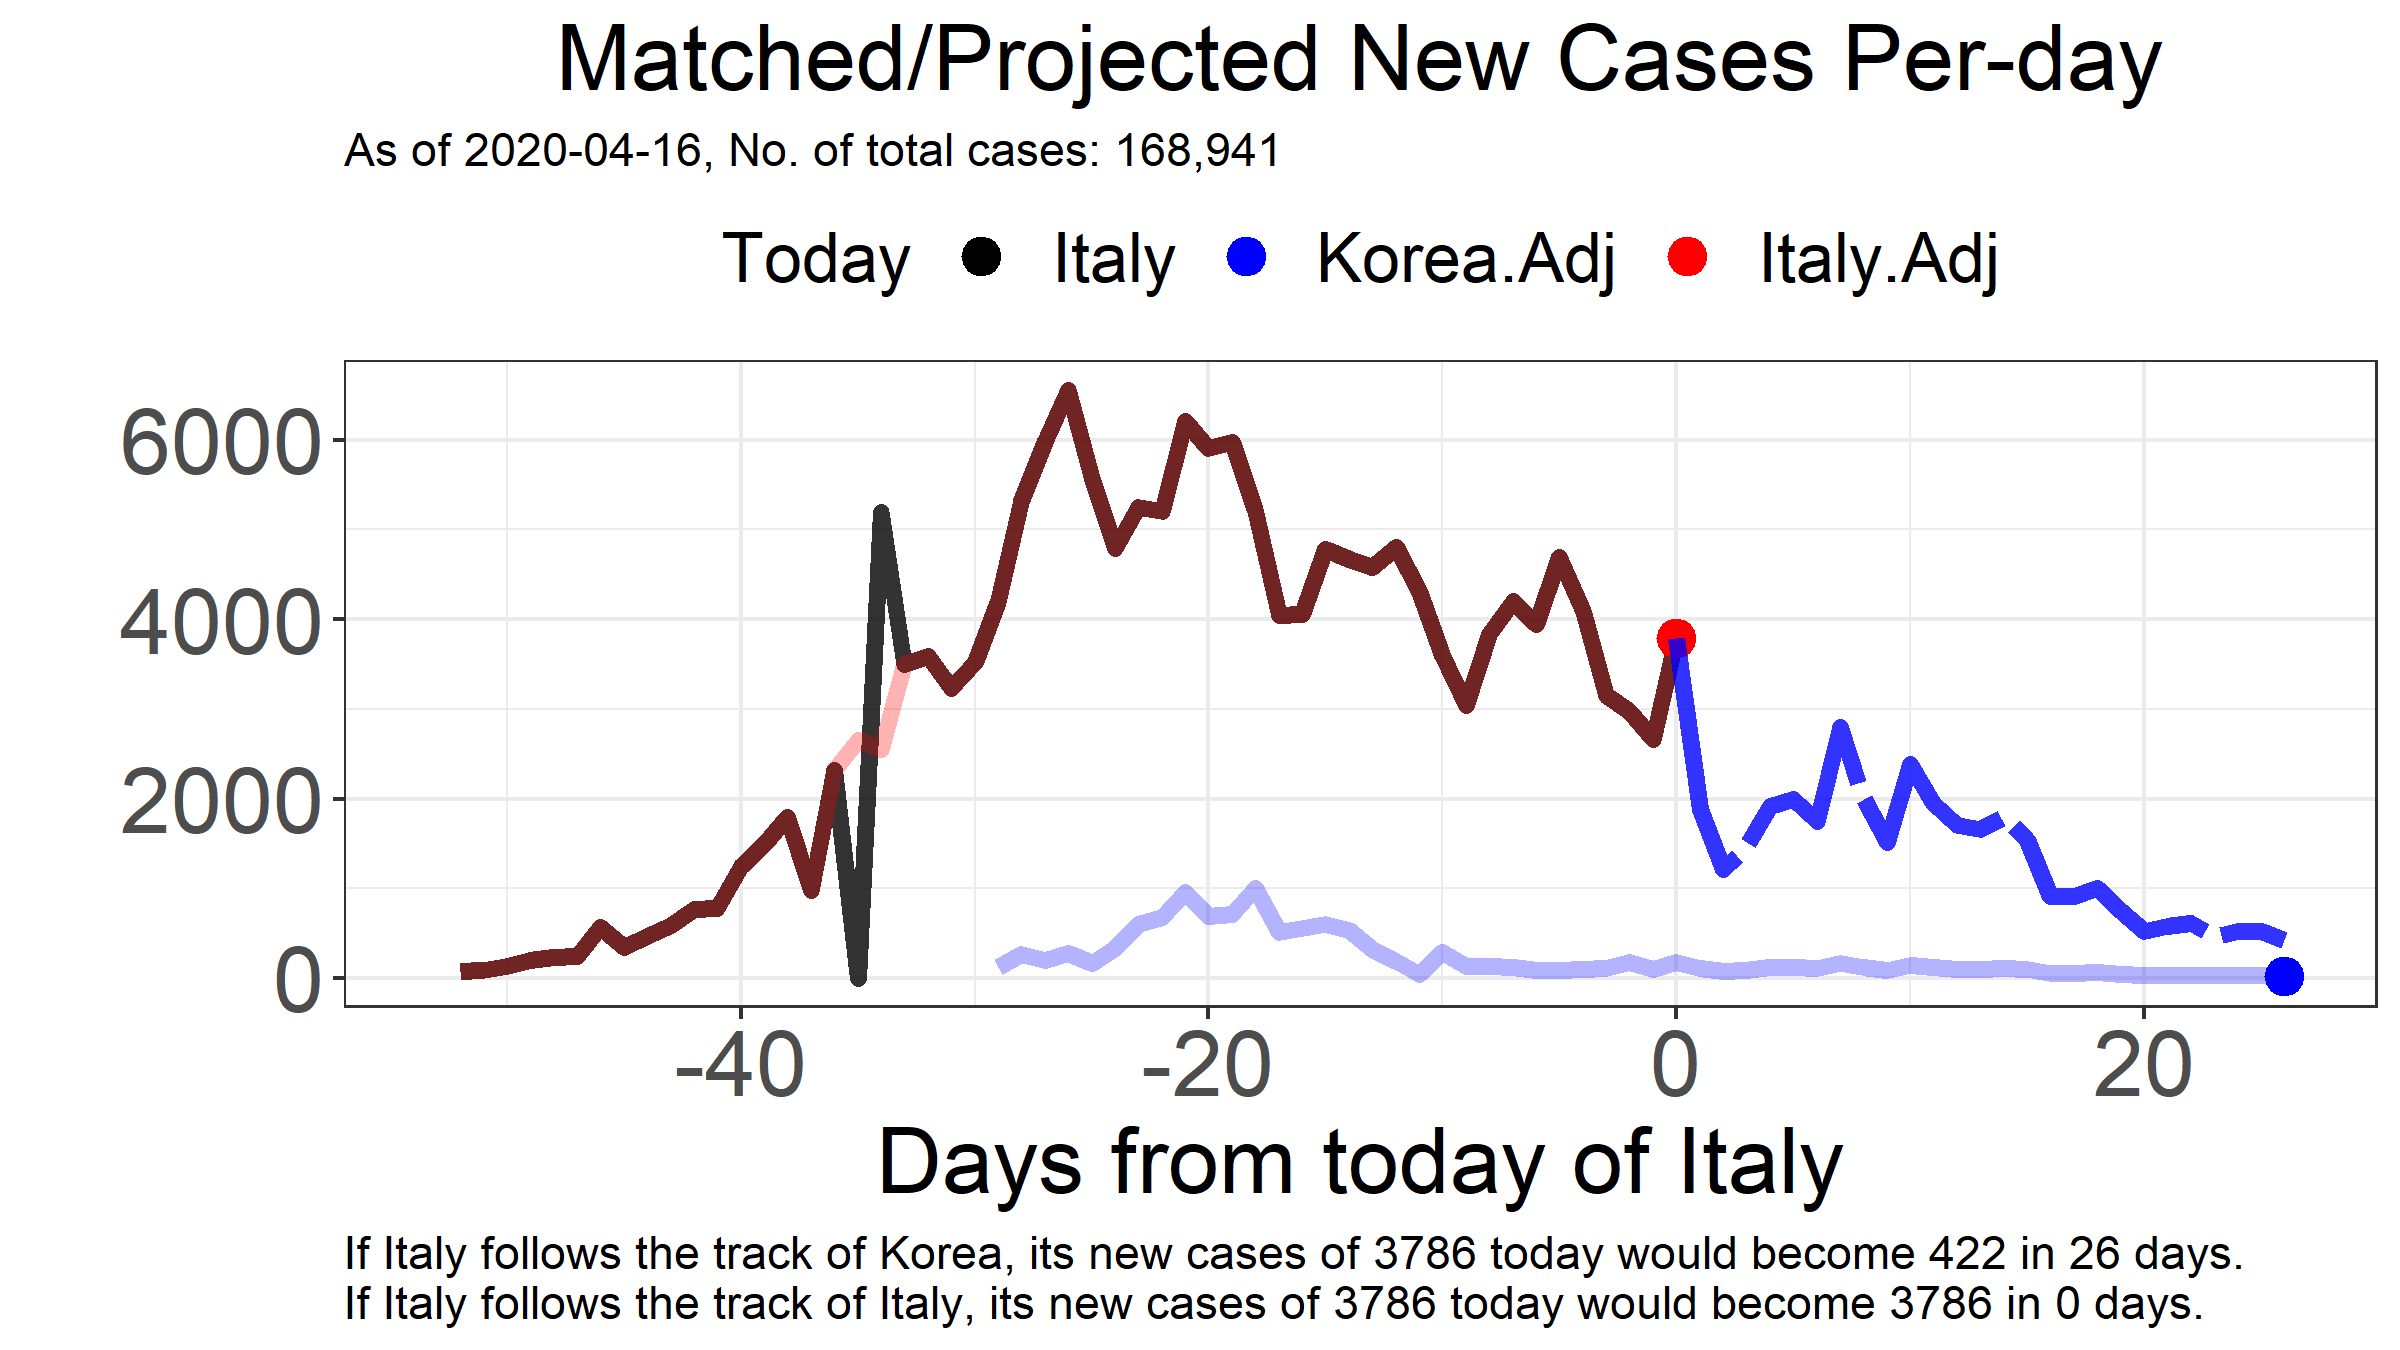 Matched/Projected New Cases Per-day
As of 2020-04-16, No. of total cases: 168,941
Today Italy Korea.Adj Italy.Adj
6000
4000
2000
0
-40 -20 0 20
Days from today of Italy
If Italy follows the track of Korea, its new cases of 3786 today would become 422 in 26 days.
If Italy follows the track of Italy, its new cases of 3786 today would become 3786 in 0 days.